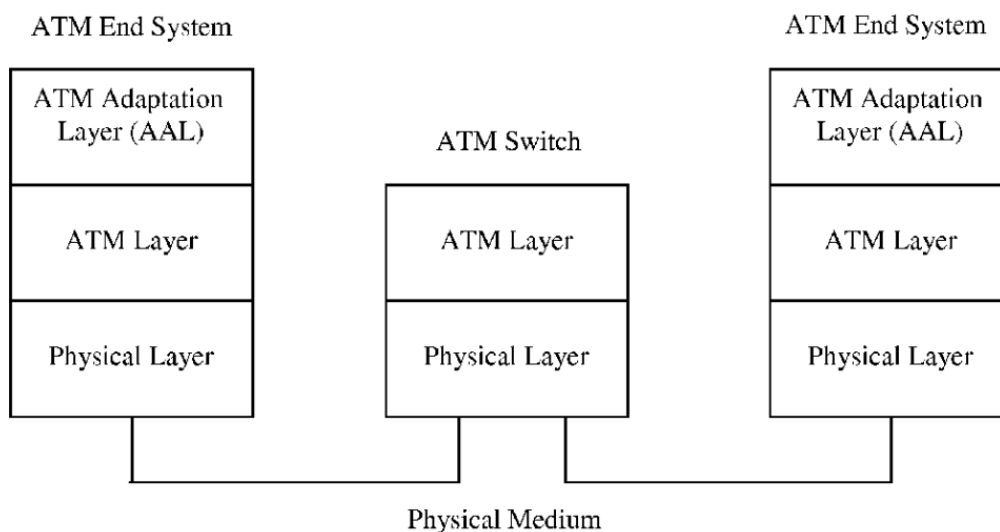 ATM End System
ATM Adaptation
Layer (AAL)
ATM Layer
Physical Layer
ATM Switch
ATM Layer
Physical Layer
ATM End System
ATM Adaptation
Layer (AAL)
ATM Layer
Physical Layer
Physical Medium